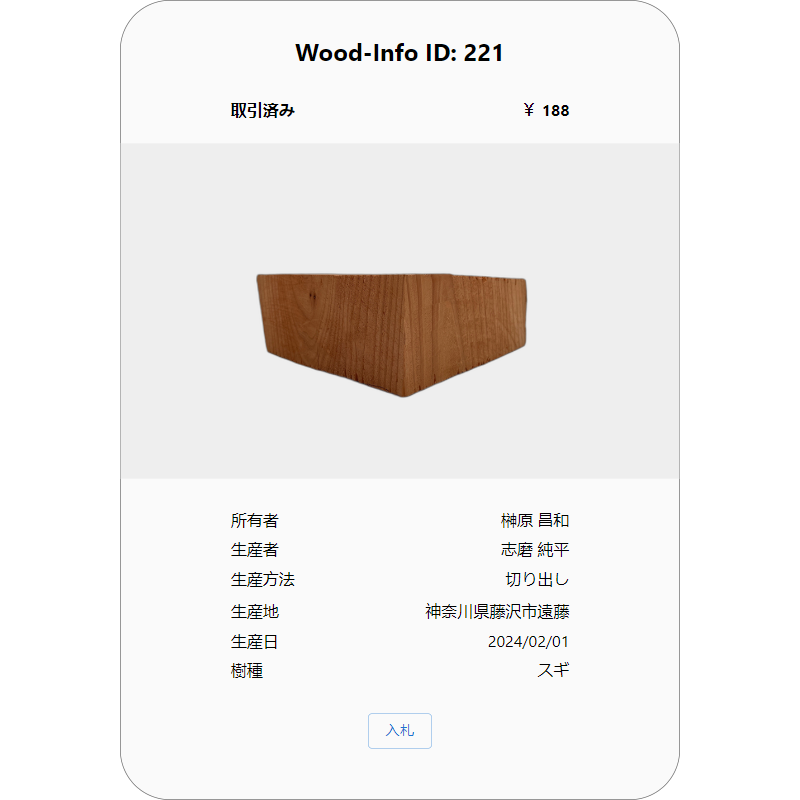 Wood-Info ID: 221
取引済み ￥ 188
所有者 榊原 昌和
生産者 志磨 純平
生産方法 切り出し
生産地 神奈川県藤沢市遠藤
生産日 2024/02/01
樹種 スギ
入札